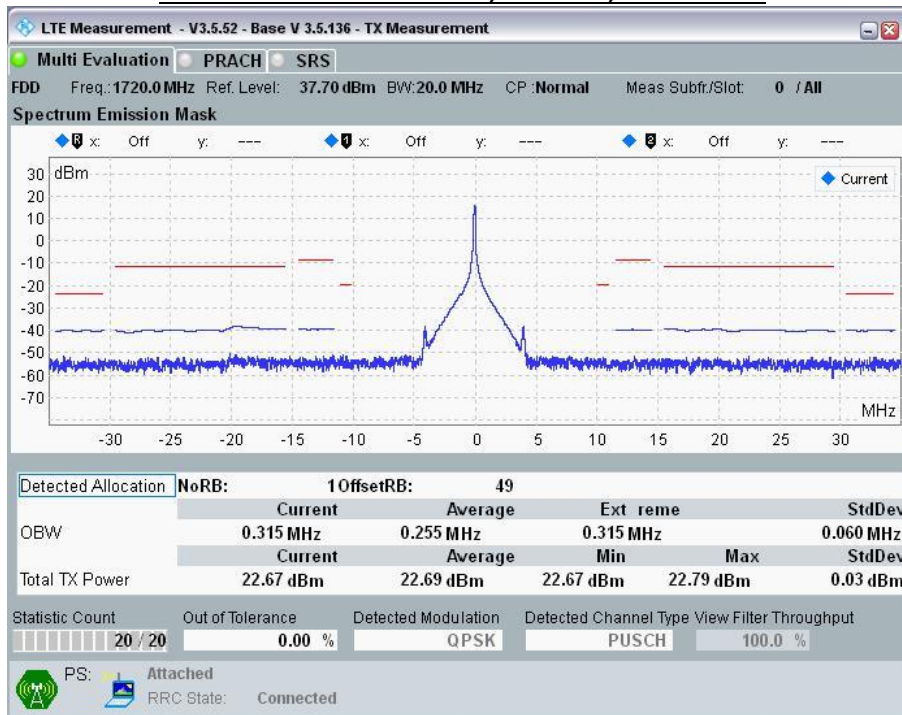 LTE Measurement - V3.5.52 - Base V 3.5.136 - TX Measurement
Multi Evaluation PRACH SRS
FDD Freq.:1720.0 MHz Ref. Level: 37.70 dBm BW:20.0 MHz CP :Normal Meas Subfr./Slot: 0 / All
Spectrum Emission Mask
R x: Off y: --- 1 x: Off y: --- 2 x: Off y: ---
dBm
Current
30
20
10
0
-10
-20
-30
-40
-50
-60
-70
MHz
-30 -25 -20 -15 -10 -5 0 5 10 15 20 25 30
Detected Allocation NoRB: 1 OffsetRB: 49
Current Average Ext reme StdDev
OBW 0.315 MHz 0.255 MHz 0.315 MHz 0.060 MHz
Current Average Min Max StdDev
Total TX Power 22.67 dBm 22.69 dBm 22.67 dBm 22.79 dBm 0.03 dBm
Statistic Count Out of Tolerance Detected Modulation Detected Channel Type View Filter Throughput
20 / 20 0.00 % QPSK PUSCH 100.0 %
PS: Attached
RRC State: Connected